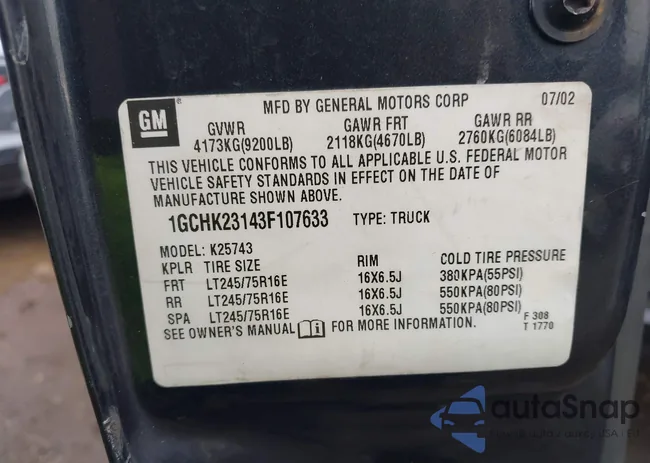 GM
MFD BY GENERAL MOTORS CORP 07/02
GVWR GAWR FRT GAWR RR
4173KG(9200LB) 2118KG(4670LB) 2760KG(6084LB)
THIS VEHICLE CONFORMS TO ALL APPLICABLE U.S. FEDERAL MOTOR
VEHICLE SAFETY STANDARDS IN EFFECT ON THE DATE OF
MANUFACTURE SHOWN ABOVE.
1GCHK23143F107633 TYPE: TRUCK
MODEL: K25743
KPLR TIRE SIZE RIM COLD TIRE PRESSURE
FRT LT245/75R16E 16X6.5J 380KPA(55PSI)
RR LT245/75R16E 16X6.5J 550KPA(80PSI)
SPA LT245/75R16E 16X6.5J 550KPA(80PSI)
SEE OWNER'S MANUAL FOR MORE INFORMATION.
F 308
T 1770
autoSnap